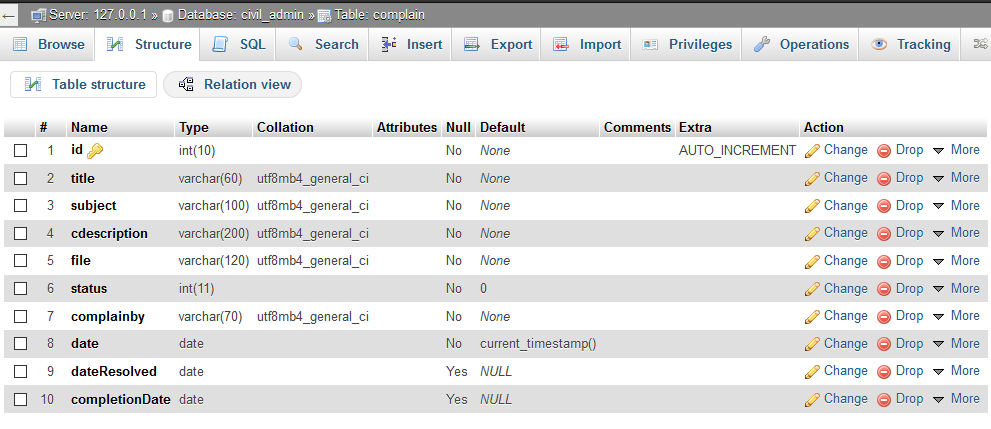 Server: 127.0.0.1 » Database: civil_admin » Table: complain
Browse Structure SQL Search Insert Export Import Privileges Operations Tracking
Table structure Relation view
# Name Type Collation Attributes Null Default Comments Extra Action
1 id int(10) No None AUTO_INCREMENT Change Drop More
2 title varchar(60) utf8mb4_general_ci No None Change Drop More
3 subject varchar(100) utf8mb4_general_ci No None Change Drop More
4 cdescription varchar(200) utf8mb4_general_ci No None Change Drop More
5 file varchar(120) utf8mb4_general_ci No None Change Drop More
6 status int(11) No 0 Change Drop More
7 complainby varchar(70) utf8mb4_general_ci No None Change Drop More
8 date date No current_timestamp() Change Drop More
9 dateResolved date Yes NULL Change Drop More
10 completionDate date Yes NULL Change Drop More